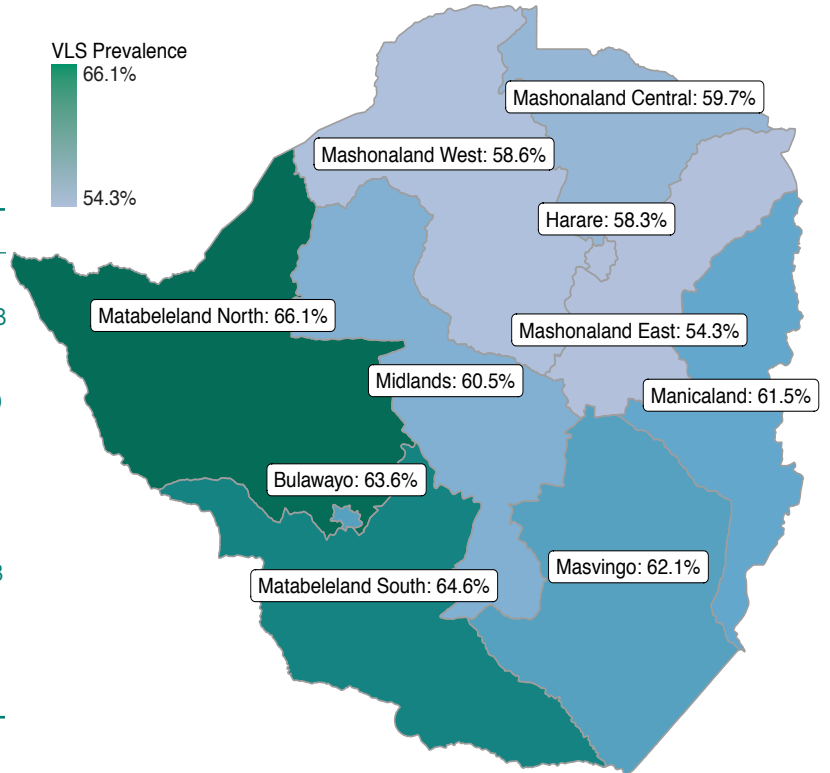 VLS Prevalence
66.1%
54.3%
Mashonaland Central: 59.7%
Mashonaland West: 58.6%
Harare: 58.3%
Matabeleland North: 66.1%
Mashonaland East: 54.3%
Midlands: 60.5%
Manicaland: 61.5%
Bulawayo: 63.6%
Masvingo: 62.1%
Matabeleland South: 64.6%